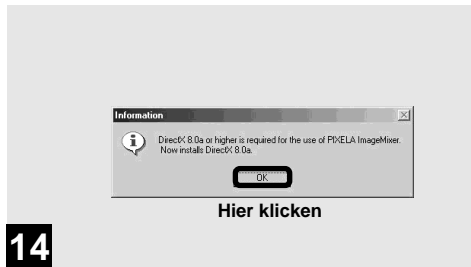 Information
DirectX 8.0a or higher is required for the use of PIXELA ImageMixer.
Now installs DirectX 8.0a.
OK
Hier klicken
14